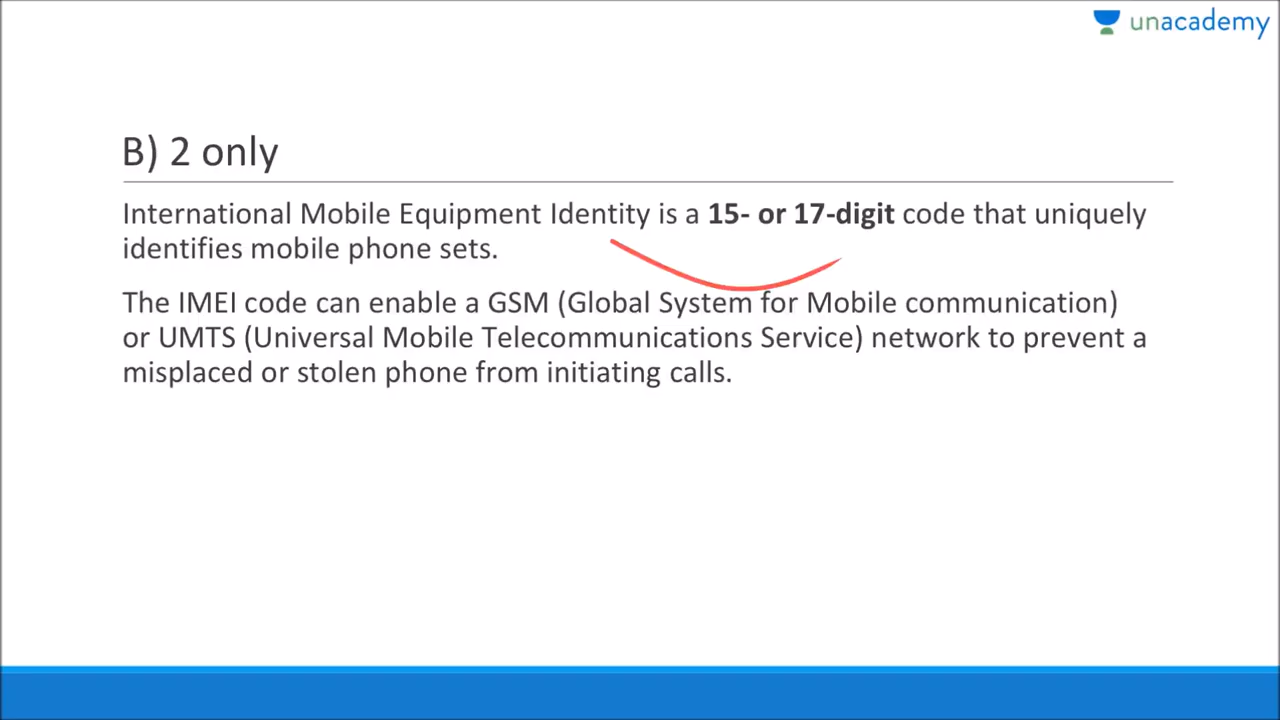 unacademy
B) 2 only
International Mobile Equipment Identity is a 15- or 17-digit code that uniquely
identifies mobile phone sets.
The IMEI code can enable a GSM (Global System for Mobile communication)
or UMTS (Universal Mobile Telecommunications Service) network to prevent a
misplaced or stolen phone from initiating calls.